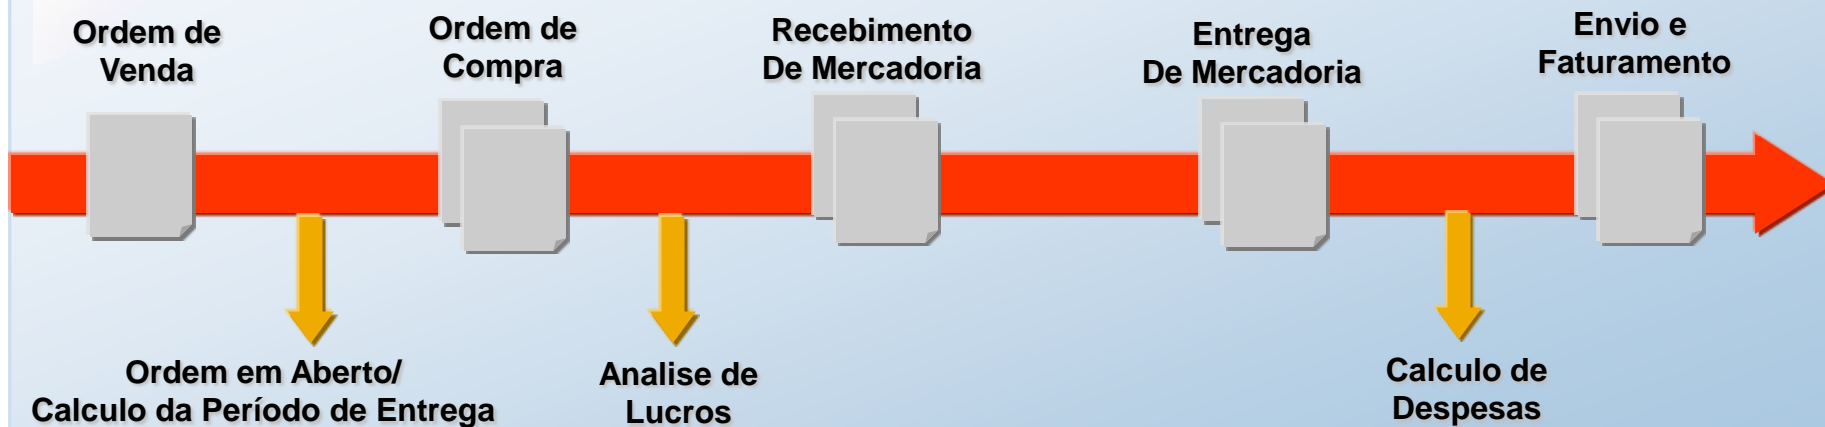 Ordem de
Venda
Ordem de
Compra
Recebimento
De Mercadoria
Entrega
De Mercadoria
Envio e
Faturamento
Ordem em Aberto/
Calculo da Período de Entrega
Analise de
Lucros
Calculo de
Despesas